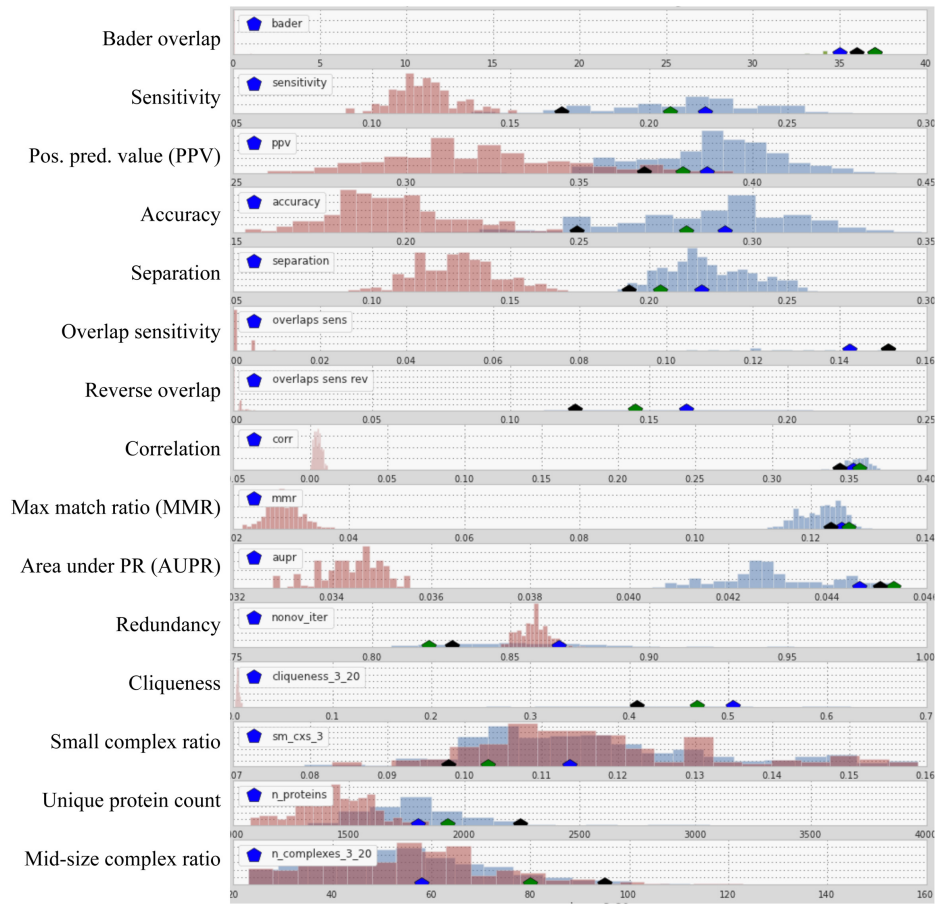 Bader overlap
bader
0 5 10 15 20 25 30 35 40
Sensitivity
sensitivity
05 0.10 0.15 0.20 0.25 0.30
Pos. pred. value (PPV)
ppv
25 0.30 0.35 0.40 0.45
Accuracy
accuracy
15 0.20 0.25 0.30 0.35
Separation
separation
05 0.10 0.15 0.20 0.25 0.30
Overlap sensitivity
overlaps sens
00 0.02 0.04 0.06 0.08 0.10 0.12 0.14 0.16
Reverse overlap
overlaps sens rev
00 0.05 0.10 0.15 0.20 0.25
Correlation
corr
05 0.00 0.05 0.10 0.15 0.20 0.25 0.30 0.35 0.40
Max match ratio (MMR)
mmr
02 0.04 0.06 0.08 0.10 0.12 0.14
Area under PR (AUPR)
aupr
032 0.034 0.036 0.038 0.040 0.042 0.044 0.046
Redundancy
nonov_iter
75 0.80 0.85 0.90 0.95 1.00
Cliqueness
cliqueness_3_20
0.0 0.1 0.2 0.3 0.4 0.5 0.6 0.7
Small complex ratio
sm_cxs_3
07 0.08 0.09 0.10 0.11 0.12 0.13 0.14 0.15 0.16
Unique protein count
n_proteins
00 1500 2000 2500 3000 3500 4000
Mid-size complex ratio
n_complexes_3_20
20 40 60 80 100 120 140 160